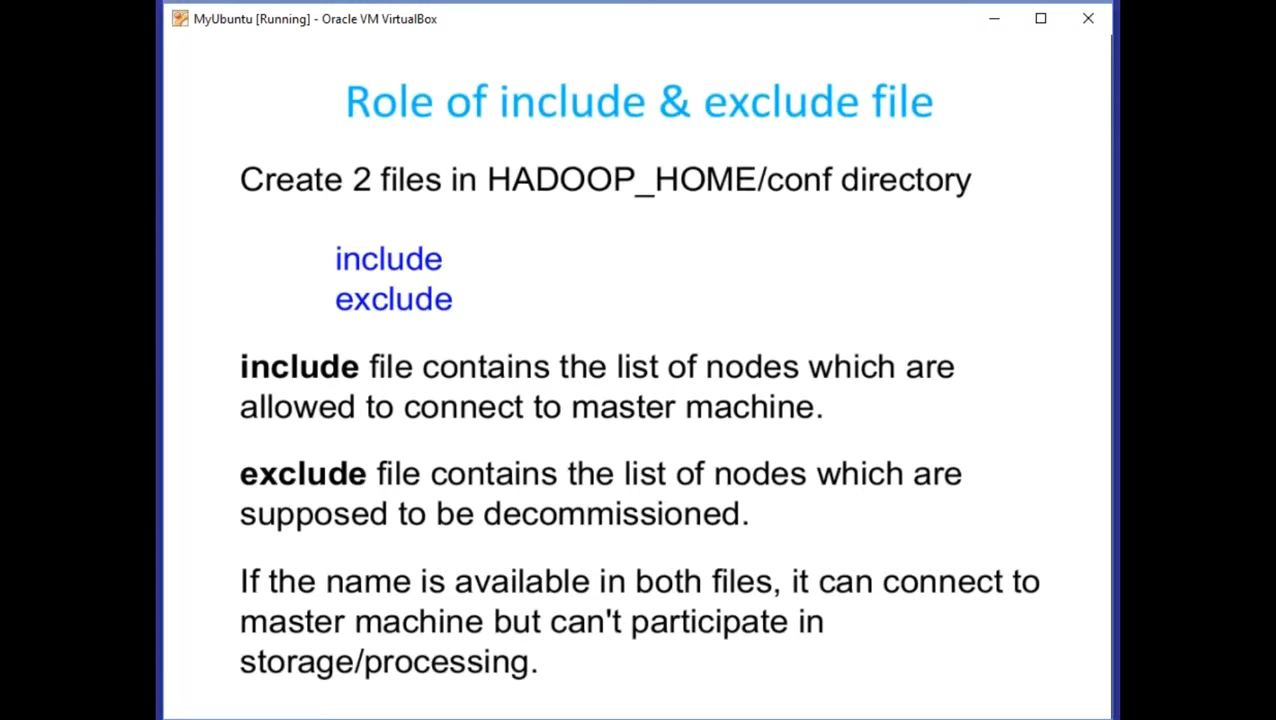 MyUbuntu [Running] - Oracle VM VirtualBox
Role of include & exclude file
Create 2 files in HADOOP_HOME/conf directory
include
exclude
include file contains the list of nodes which are
allowed to connect to master machine.
exclude file contains the list of nodes which are
supposed to be decommissioned.
If the name is available in both files, it can connect to
master machine but can't participate in
storage/processing.